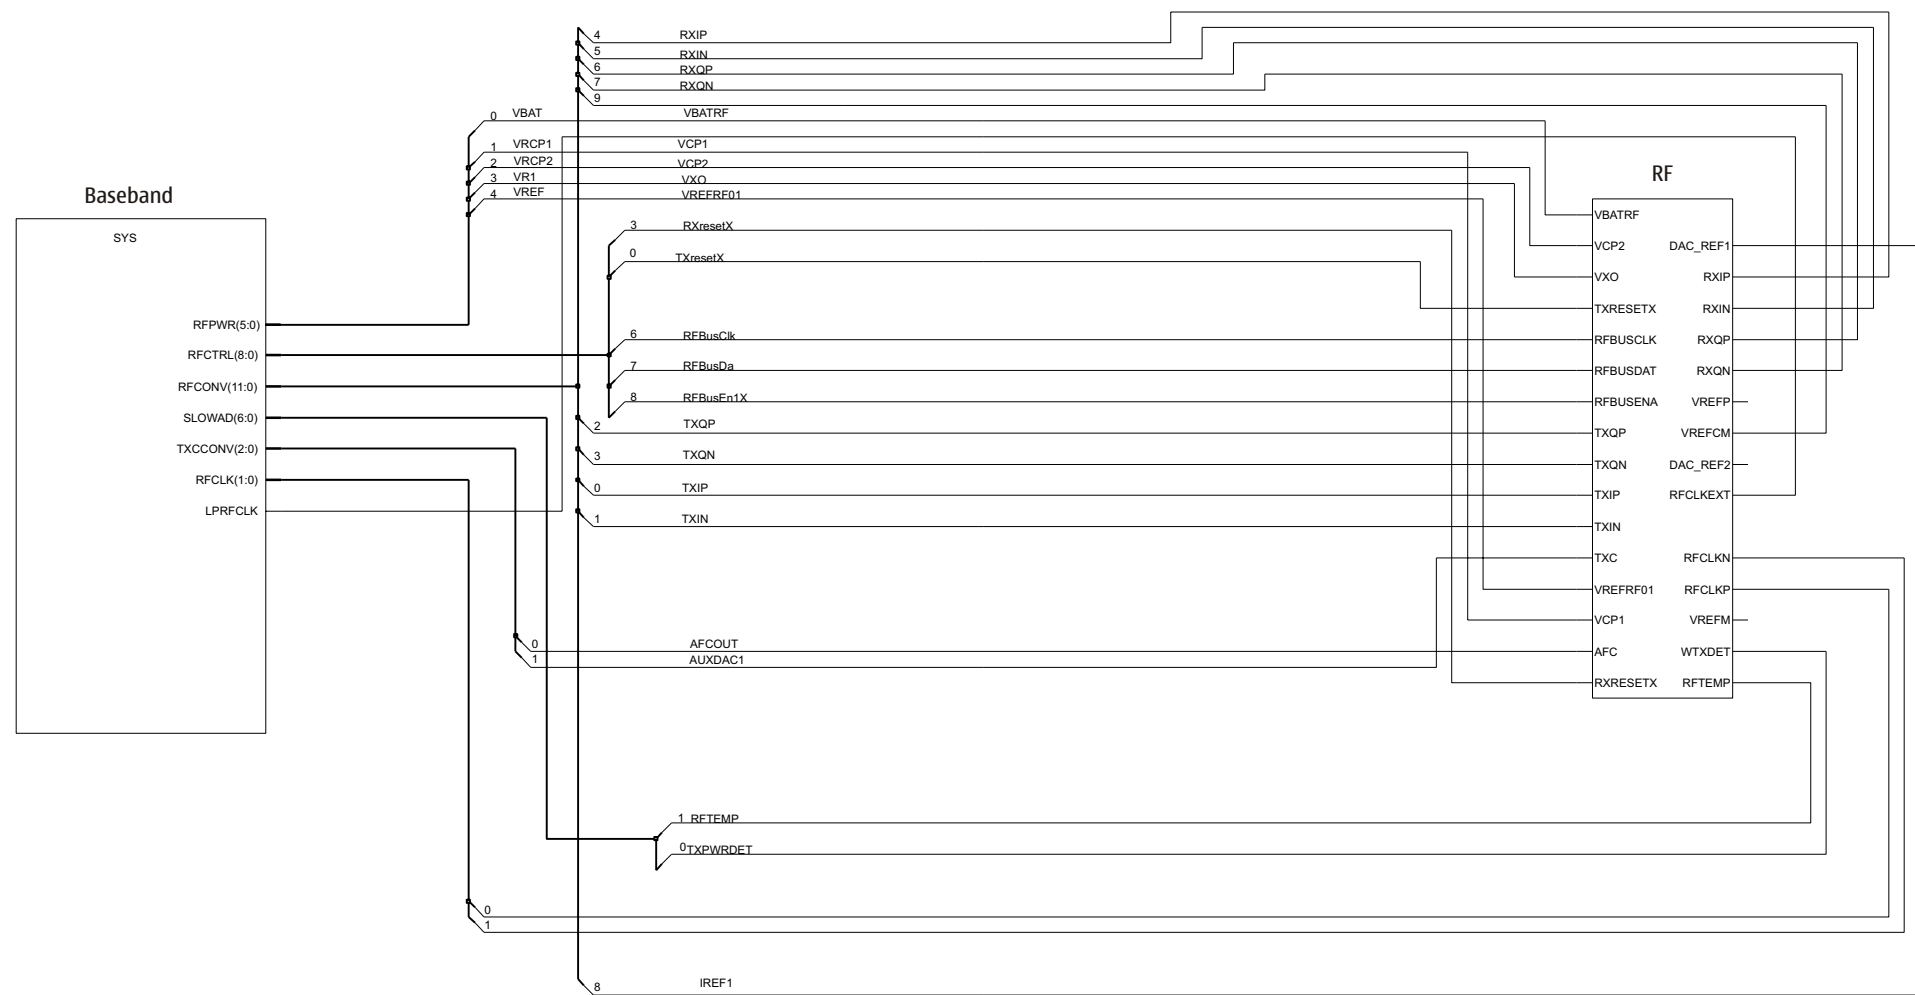 4 RXIP
5 RXIN
6 RXQP
7 RXQN
9
0 VBAT VBATRF
1 VRCP1 VCP1
2 VRCP2 VCP2
3 VR1 VXO
4 VREF VREFRF01
Baseband
SYS
RFPWR(5:0)
RFCTRL(8:0)
RFCONV(11:0)
SLOWAD(6:0)
TXCCONV(2:0)
RFCLK(1:0)
LPRFCLK
3 RXresetX
0 TXresetX
6 RFBusClk
7 RFBusDa
8 RFBusEn1X
2 TXQP
3 TXQN
0 TXIP
1 TXIN
0 AFCOUT
1 AUXDAC1
RF
VBATRF
VCP2 DAC_REF1
VXO RXIP
TXRESETX RXIN
RFBUSCLK RXQP
RFBUSDAT RXQN
RFBUSENA VREFP
TXQP VREFCM
TXQN DAC_REF2
TXIP RFCLKEXT
TXIN
TXC RFCLKN
VREFRF01 RFCLKP
VCP1 VREFM
AFC WTXDET
RXRESETX RFTEMP
1 RFTEMP
0 TXPWRDET
0
1
8 IREF1